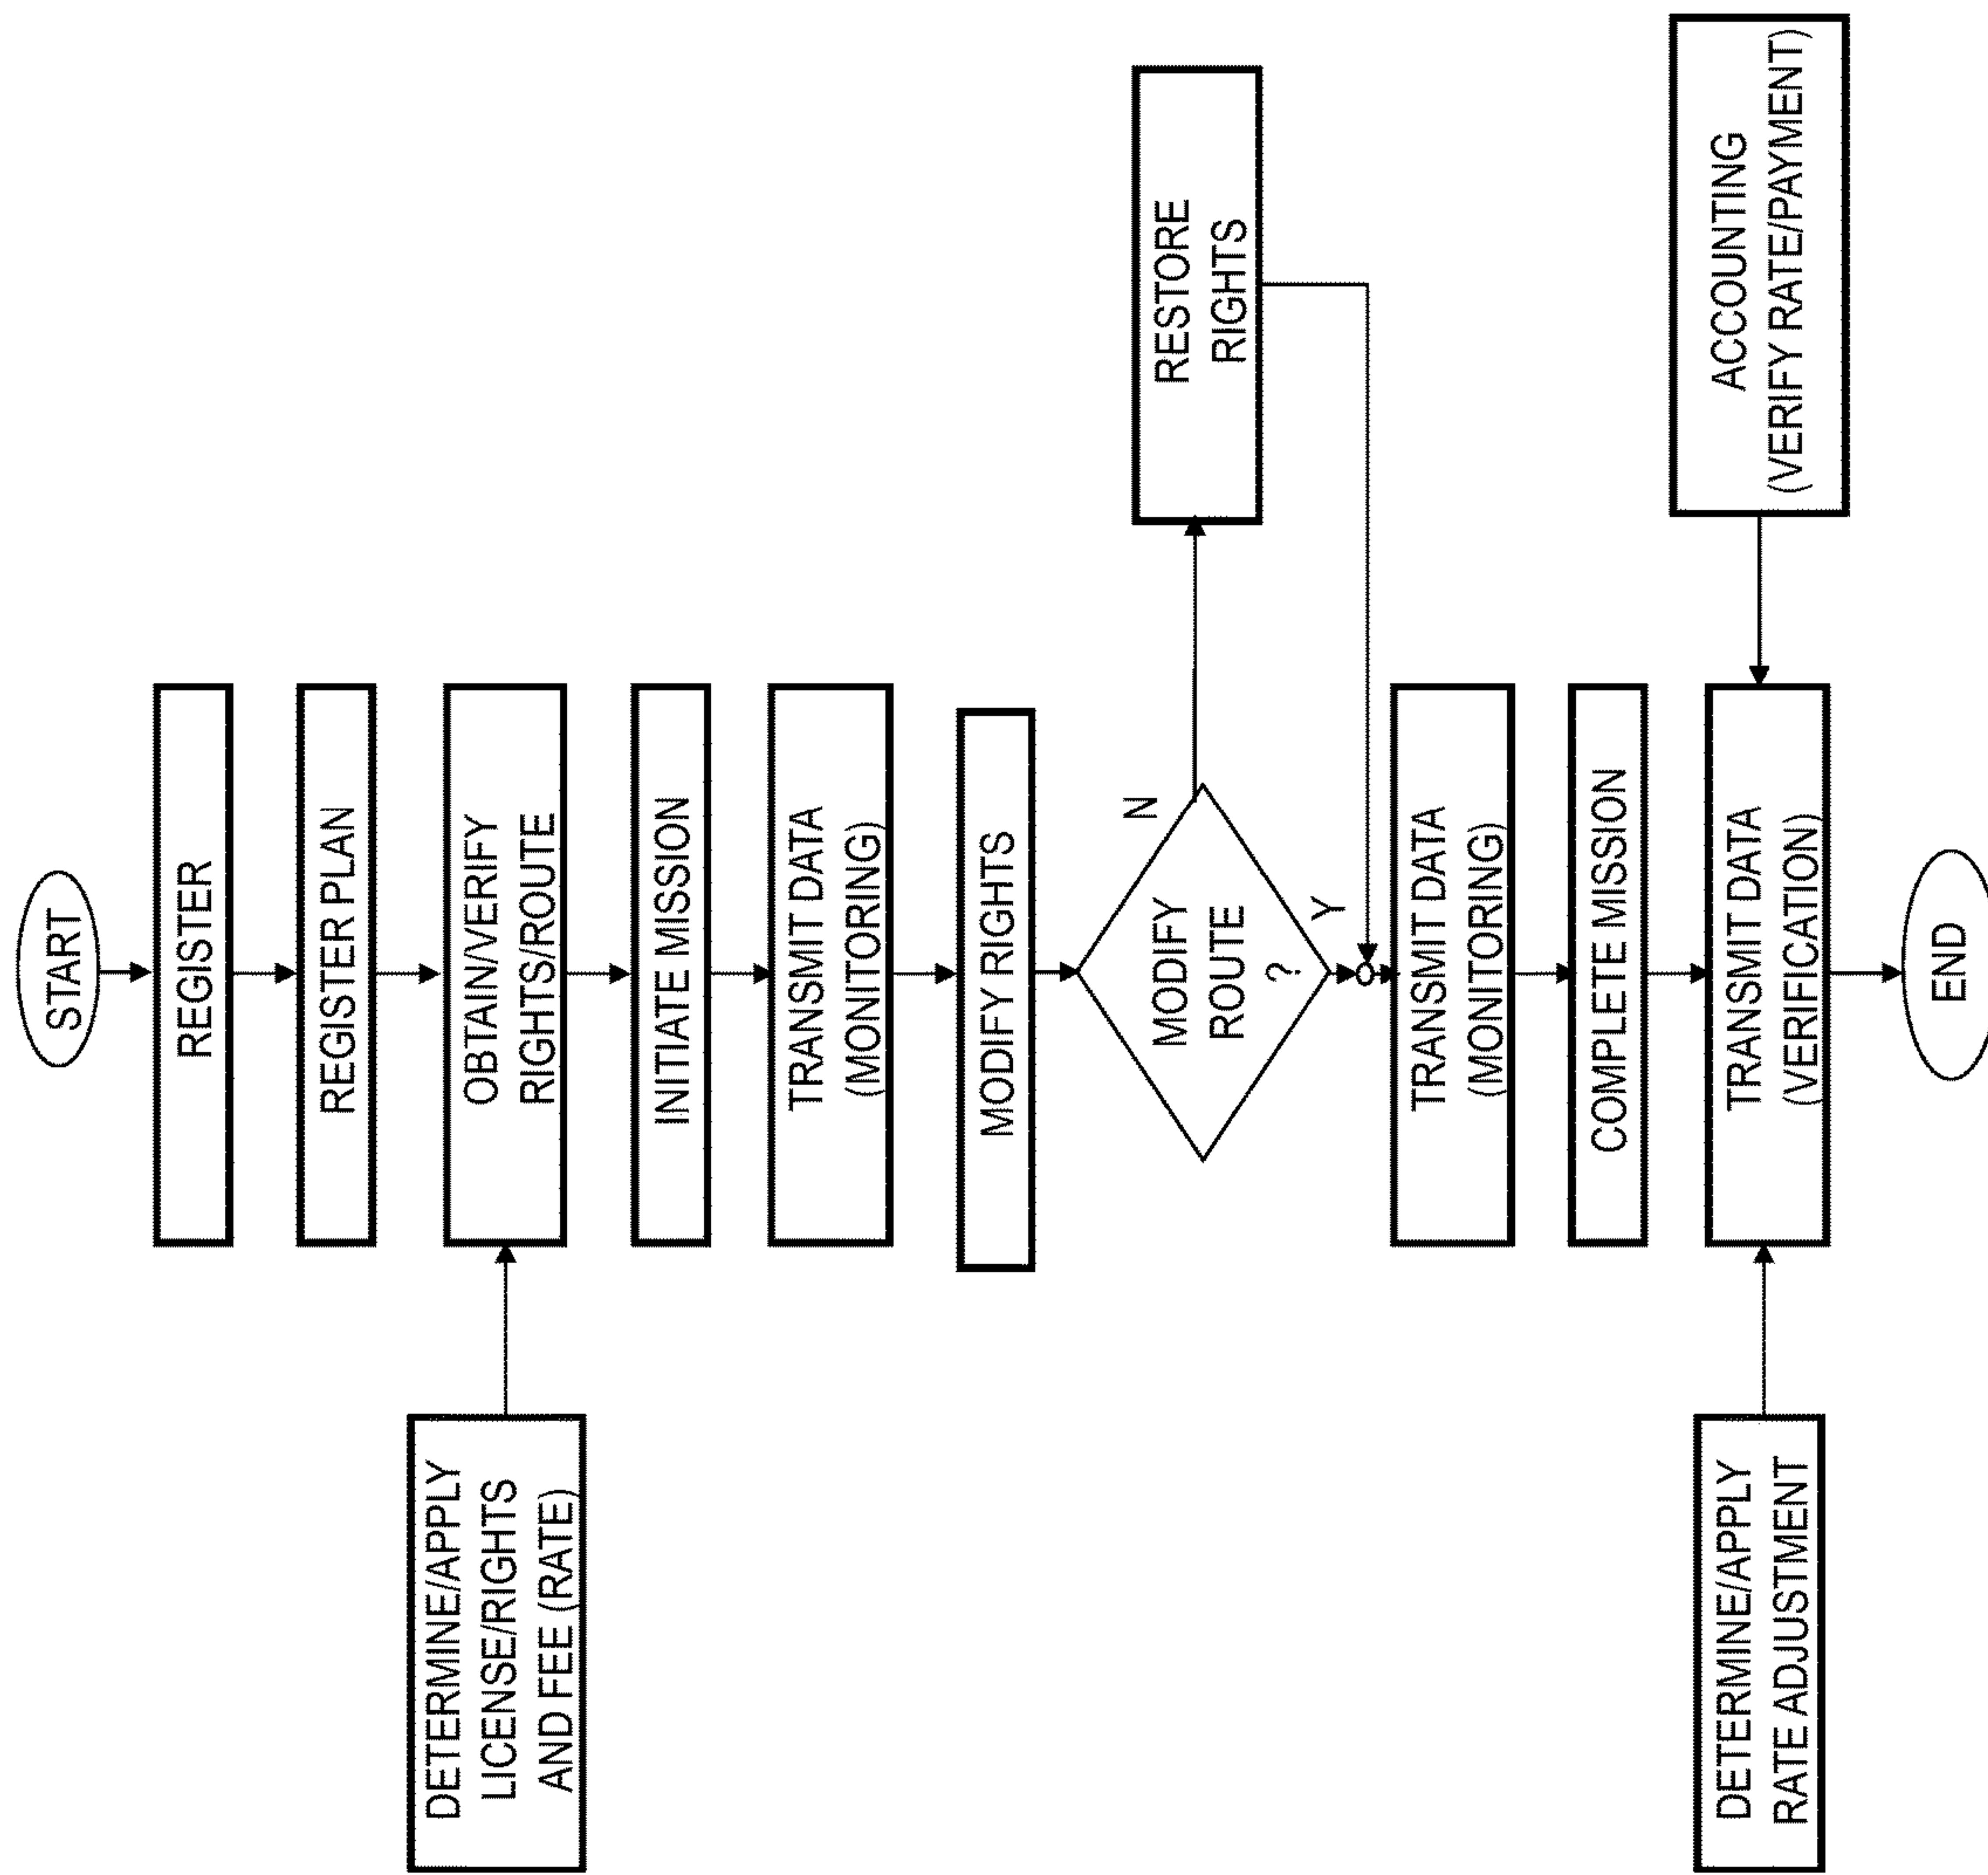 START
REGISTER
REGISTER PLAN
DETERMINE/APPLY
LICENSE/RIGHTS
AND FEE (RATE)
OBTAIN/VERIFY
RIGHTS/ROUTE
INITIATE MISSION
TRANSMIT DATA
(MONITORING)
MODIFY RIGHTS
MODIFY
ROUTE
?
N
RESTORE
RIGHTS
Y
TRANSMIT DATA
(MONITORING)
COMPLETE MISSION
DETERMINE/APPLY
RATE ADJUSTMENT
TRANSMIT DATA
(VERIFICATION)
ACCOUNTING
(VERIFY RATE/PAYMENT)
END